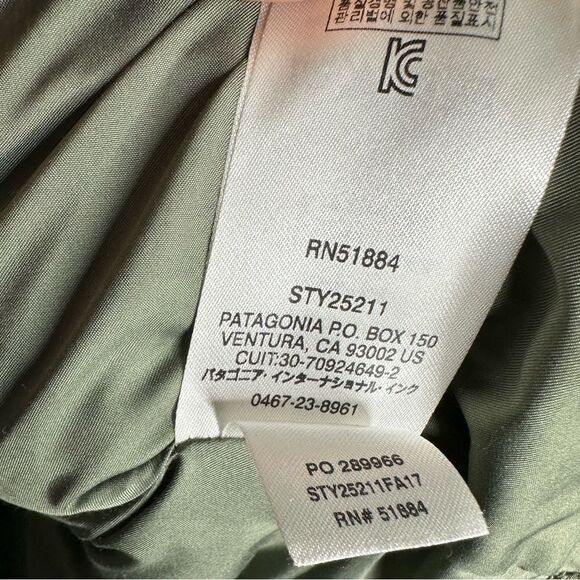 RN51884
STY25211
PATAGONIA P.O. BOX 150
VENTURA, CA 93002 US
CUIT:30-70924649-2
パタゴニア・インターナショナル・インク
0467-23-8961
PO 289966
STY25211FA17
RN# 51884